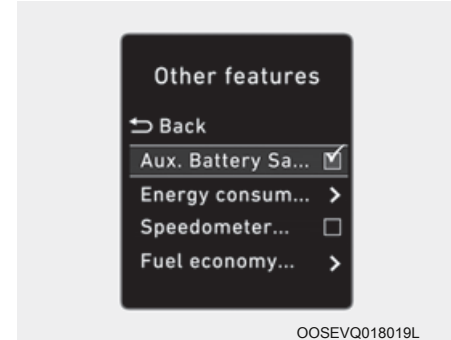 Other features
Back
Aux. Battery Sa...
Energy consum...
Speedometer...
Fuel economy...
OOSEVQ018019L